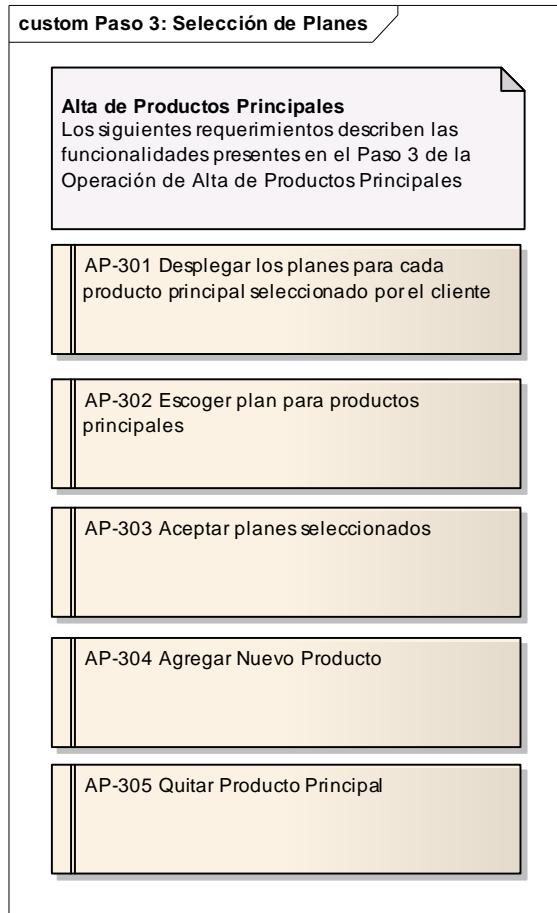 custom Paso 3: Selección de Planes
Alta de Productos Principales
Los siguientes requerimientos describen las
funcionalidades presentes en el Paso 3 de la
Operación de Alta de Productos Principales
AP-301 Desplegar los planes para cada
producto principal seleccionado por el cliente
AP-302 Escoger plan para productos
principales
AP-303 Aceptar planes seleccionados
AP-304 Agregar Nuevo Producto
AP-305 Quitar Producto Principal